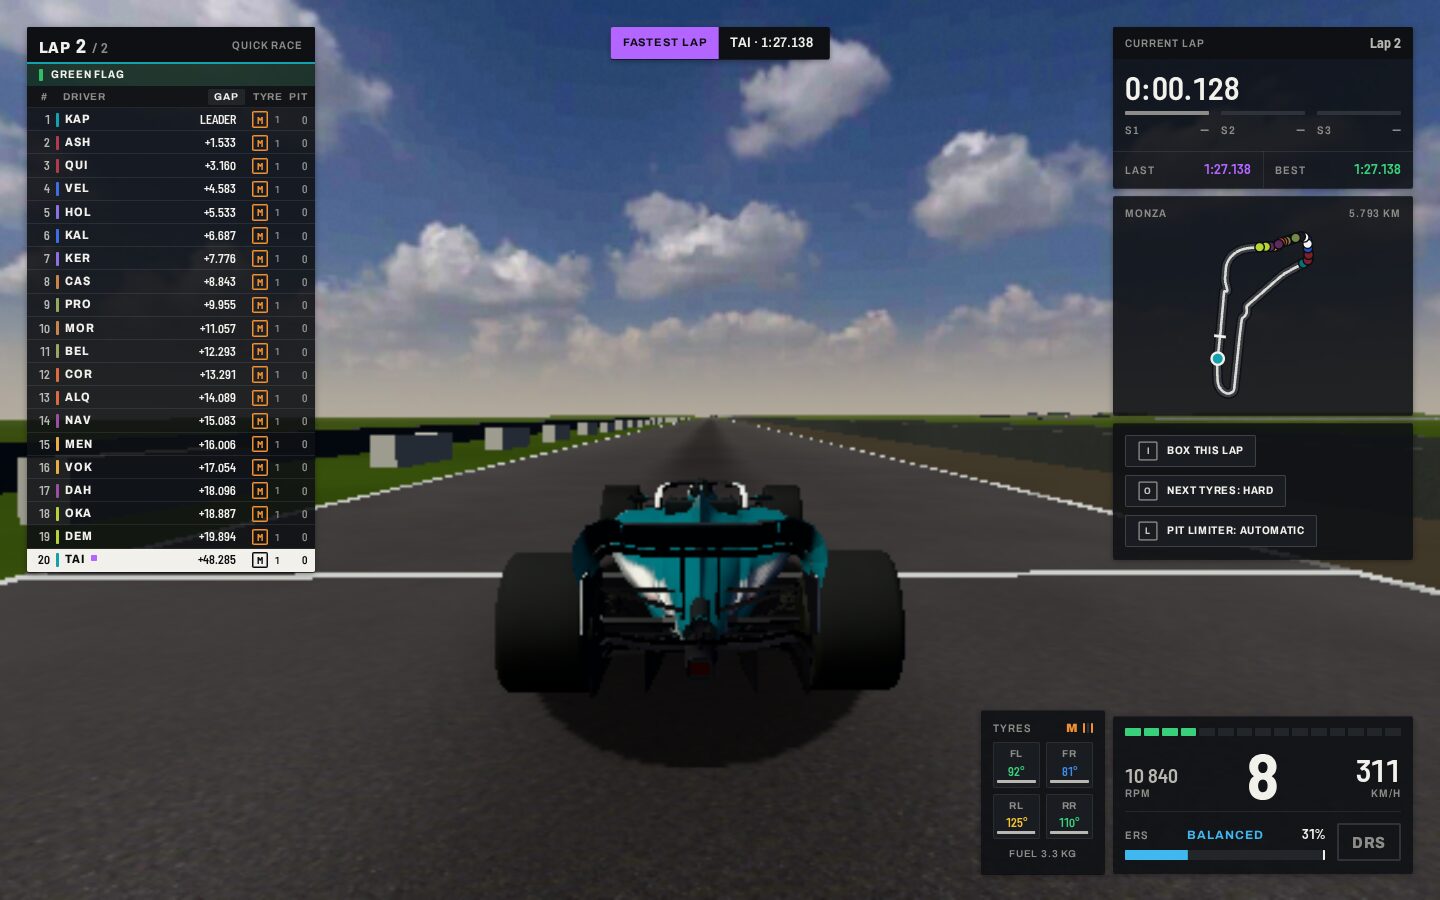 LAP 2 / 2 QUICK RACE
GREEN FLAG
# DRIVER GAP TYRE PIT
1 KAP LEADER M 1 0
2 ASH +1.533 M 1 0
3 QUI +3.160 M 1 0
4 VEL +4.583 M 1 0
5 HOL +5.533 M 1 0
6 KAL +6.687 M 1 0
7 KER +7.776 M 1 0
8 CAS +8.843 M 1 0
9 PRO +9.955 M 1 0
10 MOR +11.057 M 1 0
11 BEL +12.293 M 1 0
12 COR +13.291 M 1 0
13 ALQ +14.089 M 1 0
14 NAV +15.083 M 1 0
15 MEN +16.006 M 1 0
16 VOK +17.054 M 1 0
17 DAH +18.096 M 1 0
18 OKA +18.887 M 1 0
19 DEM +19.894 M 1 0
20 TAI +48.285 M 1 0
FASTEST LAP TAI · 1:27.138
CURRENT LAP Lap 2
0:00.128
S1 – S2 – S3 –
LAST 1:27.138 BEST 1:27.138
MONZA 5.793 KM
I BOX THIS LAP
O NEXT TYRES: HARD
L PIT LIMITER: AUTOMATIC
TYRES M
FL FR
92° 81°
RL RR
125° 110°
FUEL 3.3 KG
10 840 8 311
RPM KM/H
ERS BALANCED 31% DRS